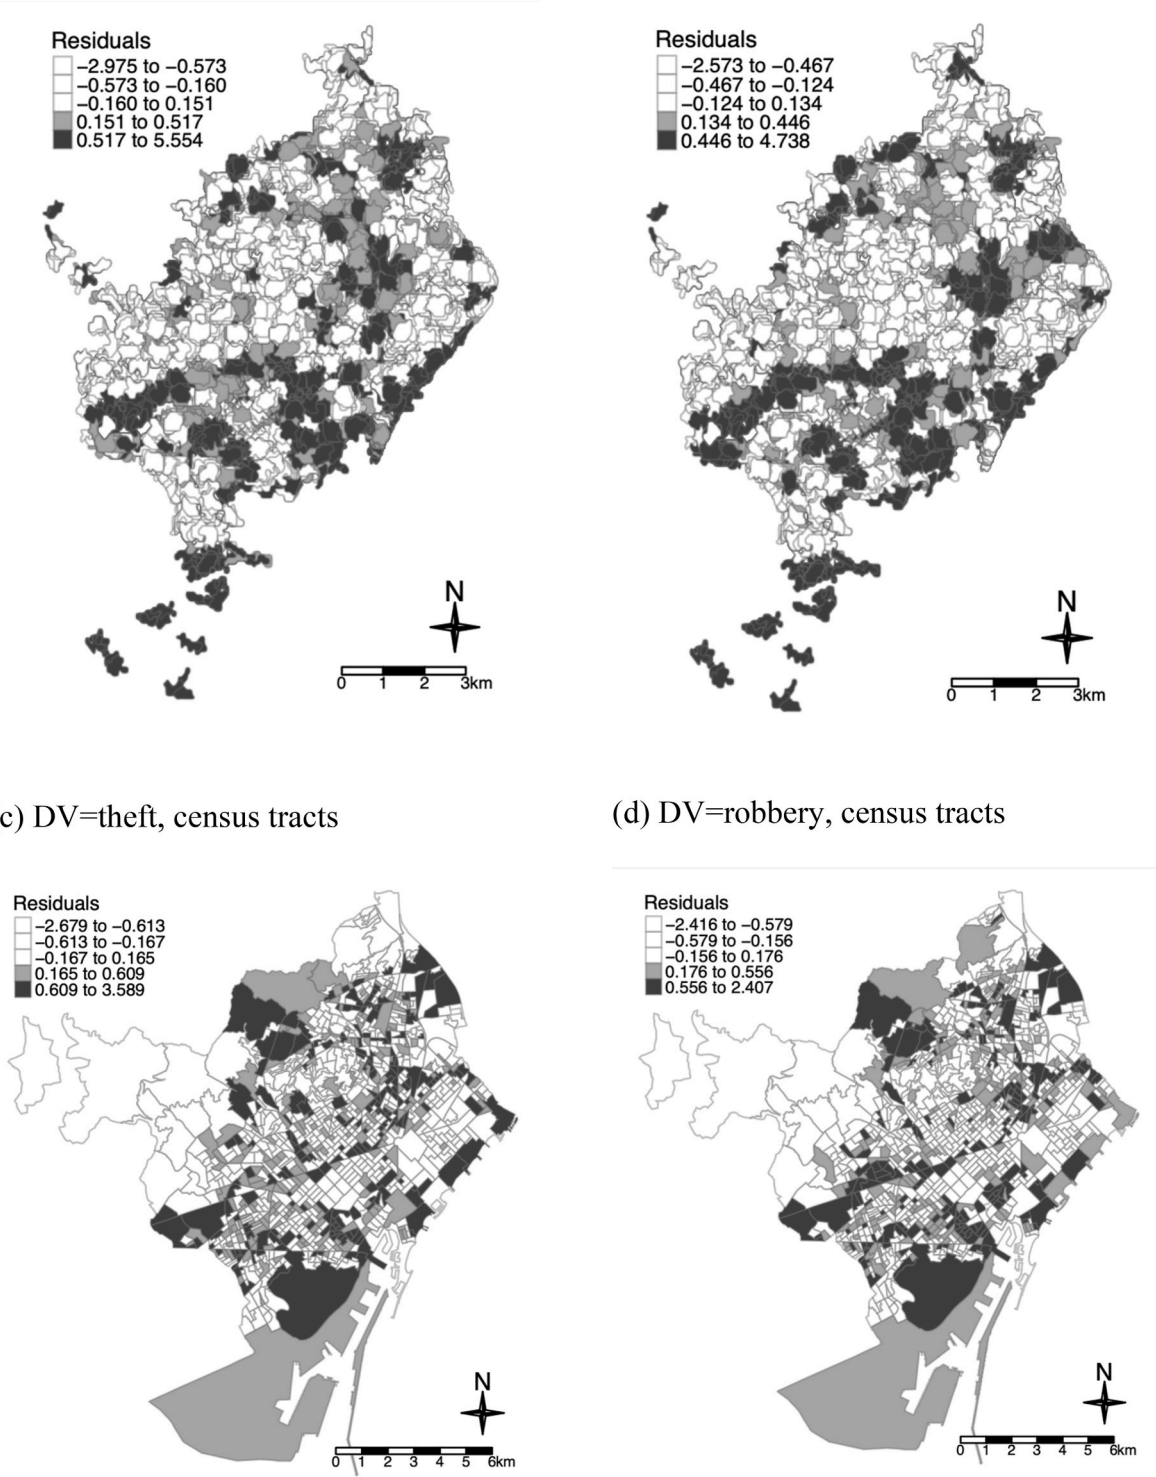 Residuals
−2.975 to −0.573
−0.573 to −0.160
−0.160 to 0.151
0.151 to 0.517
0.517 to 5.554
N
0 1 2 3km
Residuals
−2.573 to −0.467
−0.467 to −0.124
−0.124 to 0.134
0.134 to 0.446
0.446 to 4.738
N
0 1 2 3km
c) DV=theft, census tracts
(d) DV=robbery, census tracts
Residuals
−2.679 to −0.613
−0.613 to −0.167
−0.167 to 0.165
0.165 to 0.609
0.609 to 3.589
N
0 1 2 3 4 5 6km
Residuals
−2.416 to −0.579
−0.579 to −0.156
−0.156 to 0.176
0.176 to 0.556
0.556 to 2.407
N
0 1 2 3 4 5 6km